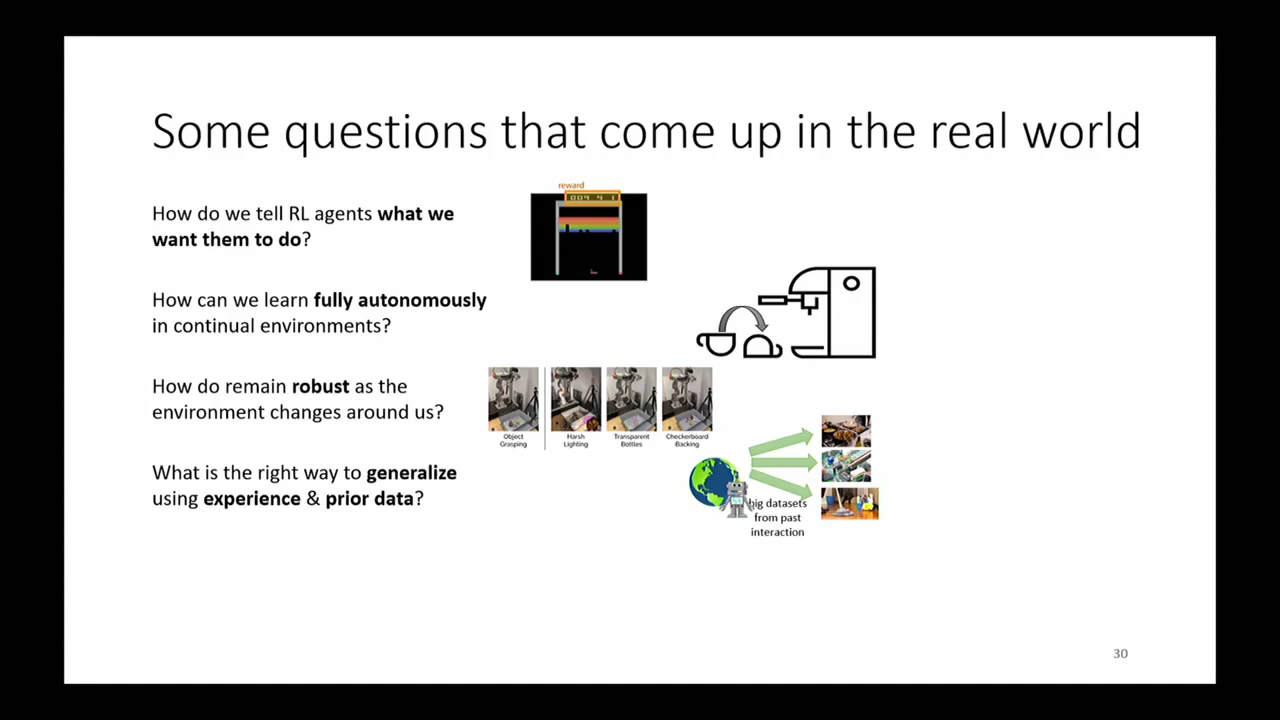 Some questions that come up in the real world
reward
How do we tell RL agents what we
want them to do?
How can we learn fully autonomously
in continual environments?
How do remain robust as the
environment changes around us?
Object
Grasping
Harsh
Lighting
Transparent
Bottles
Checkerboard
Backing
What is the right way to generalize
using experience & prior data?
big datasets
from past
interaction
30